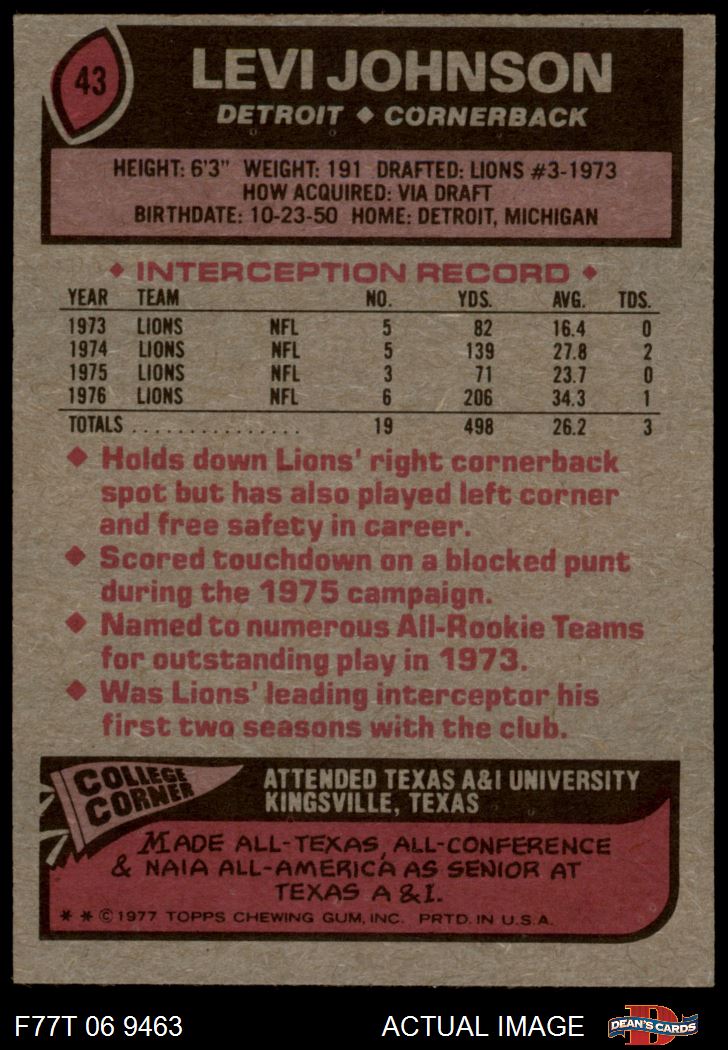 43
LEVI JOHNSON
DETROIT ◆ CORNERBACK
HEIGHT: 6'3" WEIGHT: 191 DRAFTED: LIONS #3-1973
HOW ACQUIRED: VIA DRAFT
BIRTHDATE: 10-23-50 HOME: DETROIT, MICHIGAN
◆ INTERCEPTION RECORD ◆
YEAR TEAM NO. YDS. AVG. TDS.
1973 LIONS NFL 5 82 16.4 0
1974 LIONS NFL 5 139 27.8 2
1975 LIONS NFL 3 71 23.7 0
1976 LIONS NFL 6 206 34.3 1
TOTALS . . . . . . . . . . . . . . . . 19 498 26.2 3
◆ Holds down Lions' right cornerback
spot but has also played left corner
and free safety in career.
◆ Scored touchdown on a blocked punt
during the 1975 campaign.
◆ Named to numerous All-Rookie Teams
for outstanding play in 1973.
◆ Was Lions' leading interceptor his
first two seasons with the club.
COLLEGE
CORNER
ATTENDED TEXAS A&I UNIVERSITY
KINGSVILLE, TEXAS
MADE ALL-TEXAS, ALL-CONFERENCE
& NAIA ALL-AMERICA AS SENIOR AT
TEXAS A & I.
* * © 1977 TOPPS CHEWING GUM, INC. PRTD. IN U.S.A.
F77T 06 9463 ACTUAL IMAGE
D
DEAN'S CARDS